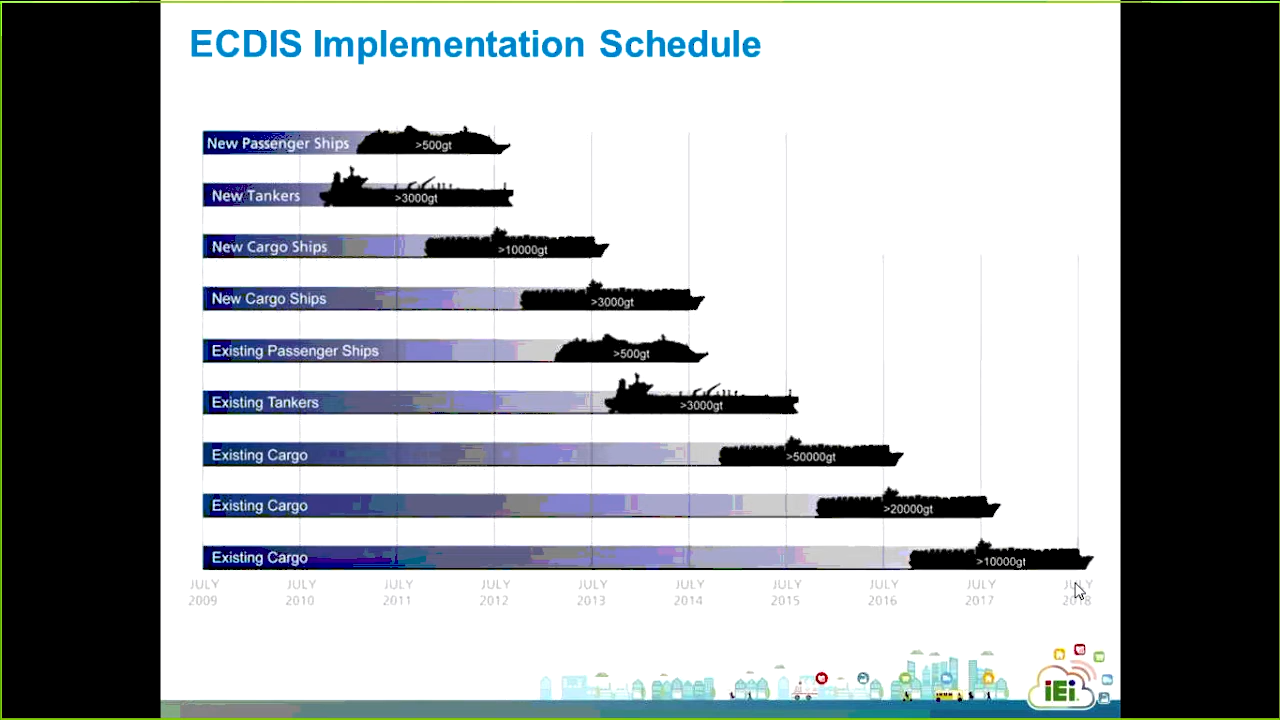 ECDIS Implementation Schedule
New Passenger Ships >500gt
New Tankers >3000gt
New Cargo Ships >10000gt
New Cargo Ships >3000gt
Existing Passenger Ships >500gt
Existing Tankers >3000gt
Existing Cargo >50000gt
Existing Cargo >20000gt
Existing Cargo >10000gt
JULY JULY JULY JULY JULY JULY JULY JULY JULY JULY
2009 2010 2011 2012 2013 2014 2015 2016 2017 2018
iEi